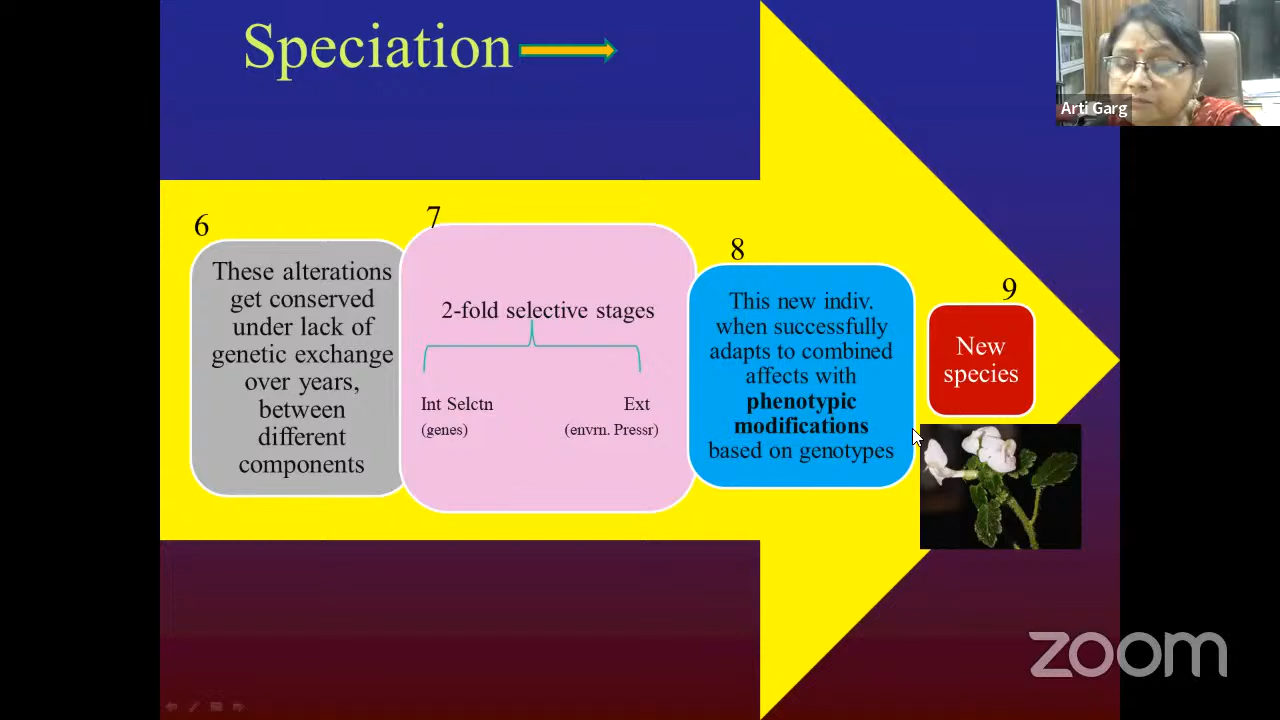 Speciation
Arti Garg
6
These alterations
get conserved
under lack of
genetic exchange
over years,
between
different
components
7
2-fold selective stages
Int Selctn
(genes)
Ext
(envrn. Pressr)
8
This new indiv.
when successfully
adapts to combined
affects with
phenotypic
modifications
based on genotypes
9
New
species
zoom